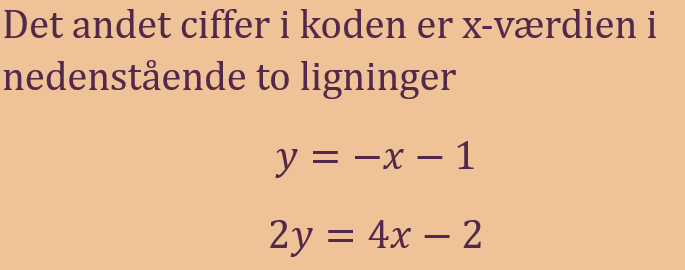 Det andet ciffer i koden er x-værdien i
nedenstående to ligninger
y = −x − 1
2y = 4x − 2